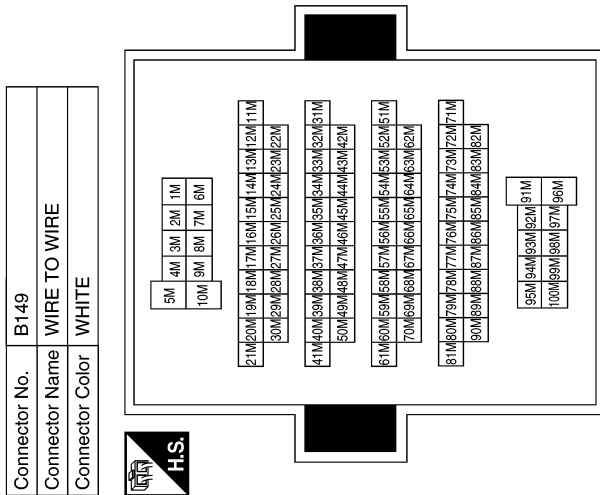 Connector No. B149
Connector Name WIRE TO WIRE
Connector Color WHITE
H.S.
5M 4M 3M 2M 1M
10M 9M 8M 7M 6M
21M 20M 19M 18M 17M 16M 15M 14M 13M 12M 11M
30M 29M 28M 27M 26M 25M 24M 23M 22M
41M 40M 39M 38M 37M 36M 35M 34M 33M 32M 31M
50M 49M 48M 47M 46M 45M 44M 43M 42M
61M 60M 59M 58M 57M 56M 55M 54M 53M 52M 51M
70M 69M 68M 67M 66M 65M 64M 63M 62M
81M 80M 79M 78M 77M 76M 75M 74M 73M 72M 71M
90M 89M 88M 87M 86M 85M 84M 83M 82M
95M 94M 93M 92M 91M
100M 99M 98M 97M 96M